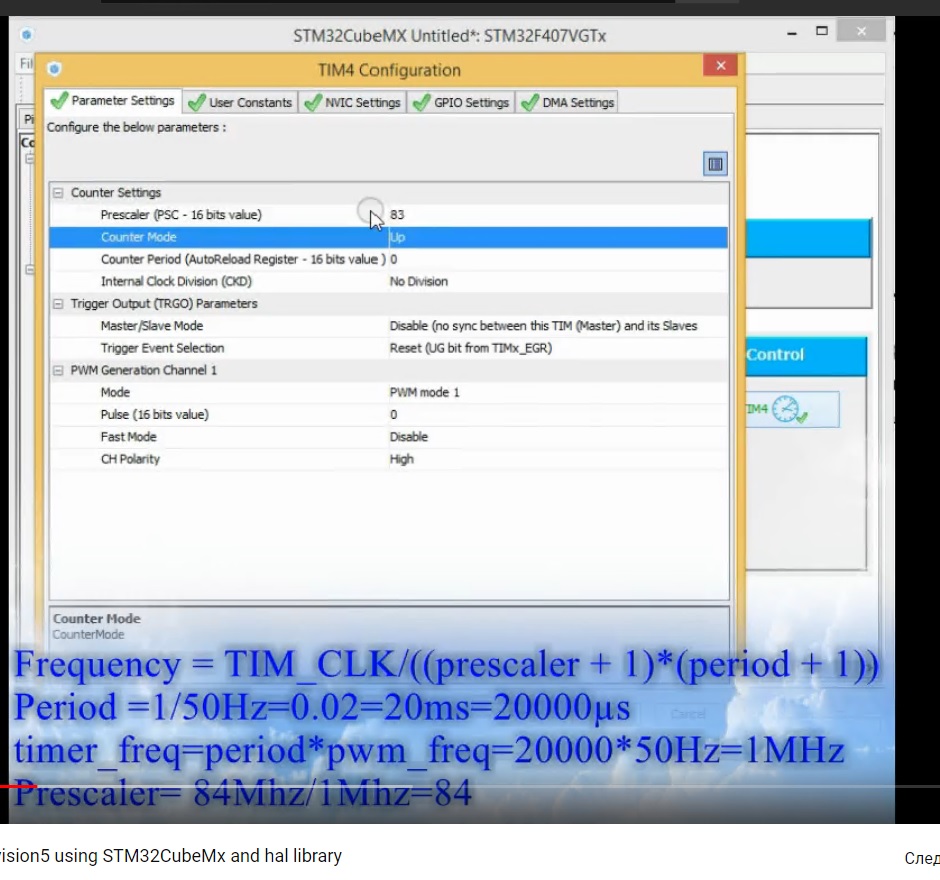 STM32CubeMX Untitled*: STM32F407VGTx
Fil
TIM4 Configuration
Pi
Parameter Settings User Constants NVIC Settings GPIO Settings DMA Settings
Configure the below parameters :
Co
Counter Settings
Prescaler (PSC - 16 bits value) 83
Counter Mode Up
Counter Period (AutoReload Register - 16 bits value ) 0
Internal Clock Division (CKD) No Division
Trigger Output (TRGO) Parameters
Master/Slave Mode Disable (no sync between this TIM (Master) and its Slaves
Trigger Event Selection Reset (UG bit from TIMx_EGR)
Control
PWM Generation Channel 1
Mode PWM mode 1
TIM4
Pulse (16 bits value) 0
Fast Mode Disable
CH Polarity High
Counter Mode
CounterMode
Frequency = TIM_CLK/((prescaler + 1)*(period + 1))
Period =1/50Hz=0.02=20ms=20000µs
Cancel
timer_freq=period*pwm_freq=20000*50Hz=1MHz
Prescaler= 84Mhz/1Mhz=84
ision5 using STM32CubeMx and hal library
След